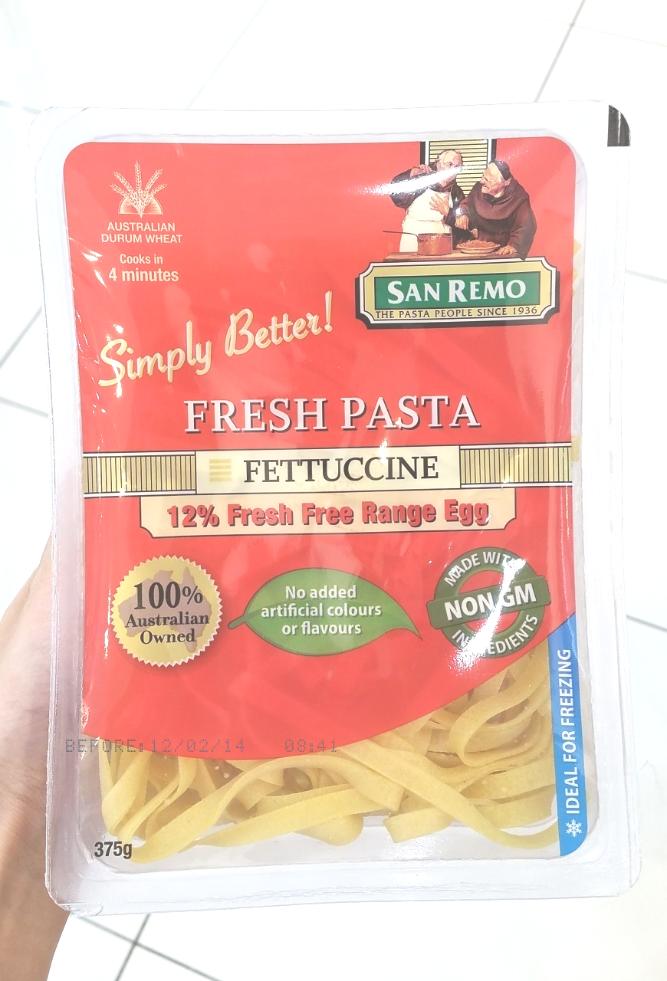 AUSTRALIAN
DURUM WHEAT
Cooks in
4 minutes
SAN REMO
THE PASTA PEOPLE SINCE 1936
Simply Better!
FRESH PASTA
FETTUCCINE
12% Fresh Free Range Egg
100%
Australian
Owned
No added
artificial colours
or flavours
MADE WITH
NON-GM
INGREDIENTS
IDEAL FOR FREEZING
BEFORE:12/02/14 08:41
375g